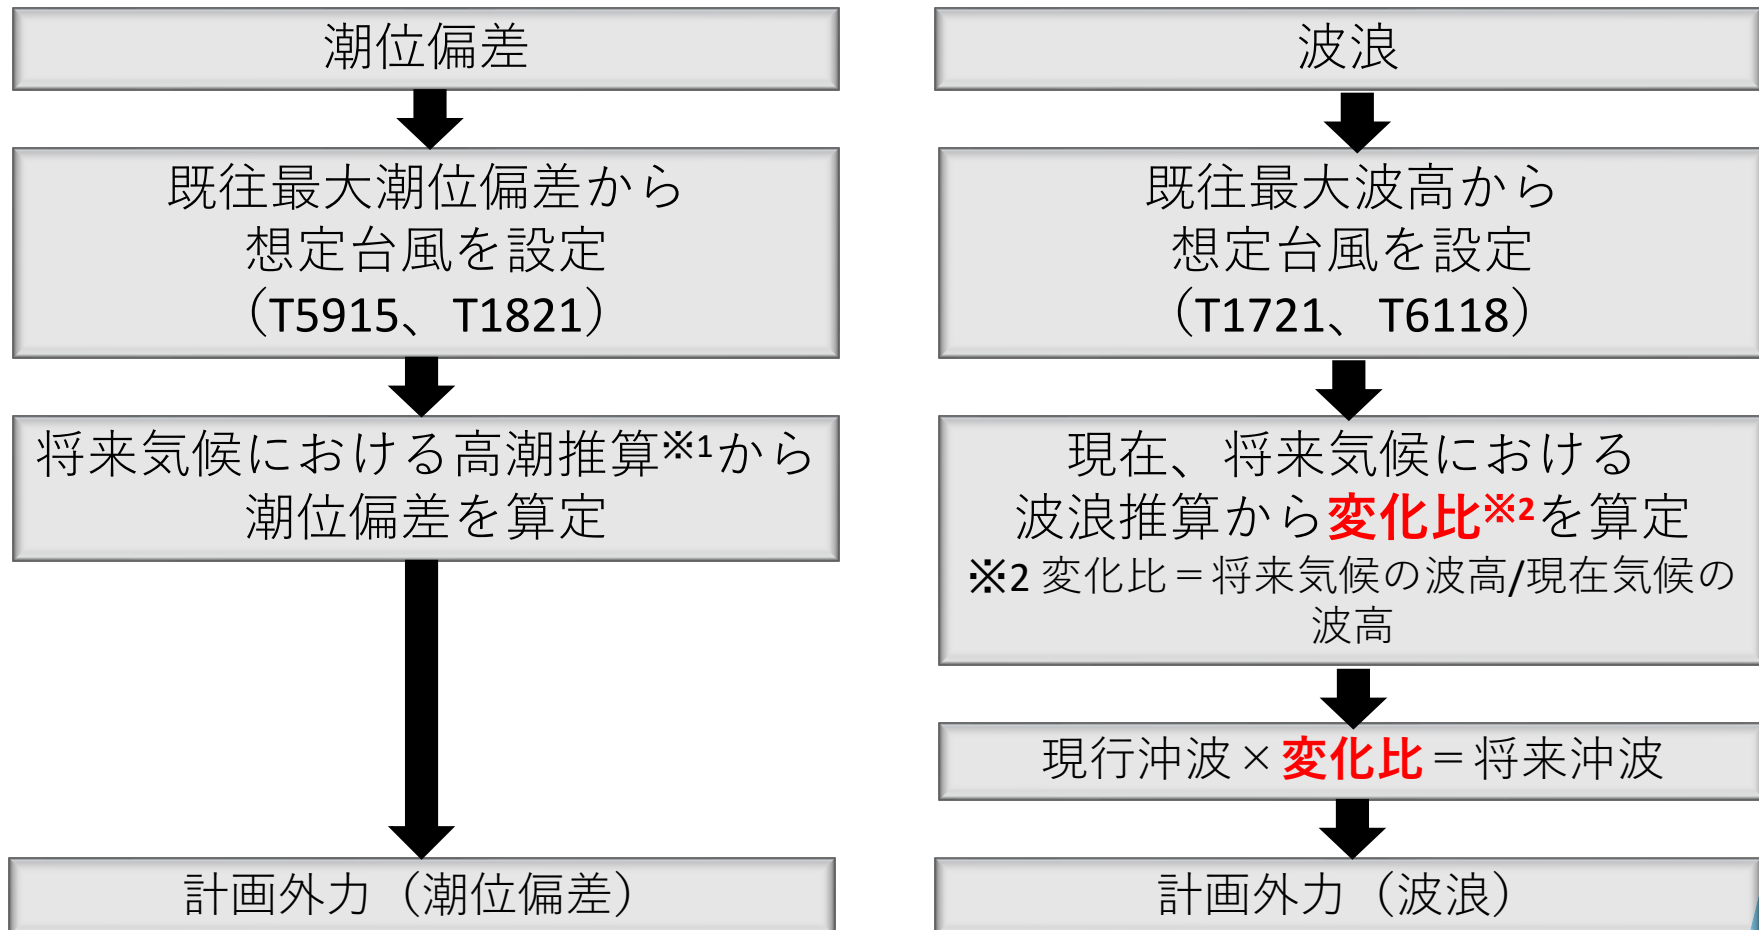 潮位偏差
既往最大潮位偏差から
想定台風を設定
（T5915、T1821）
将来気候における高潮推算※1から
潮位偏差を算定
計画外力（潮位偏差）
波浪
既往最大波高から
想定台風を設定
（T1721、T6118）
現在、将来気候における
波浪推算から変化比※2を算定
※2 変化比＝将来気候の波高/現在気候の
波高
現行沖波×変化比＝将来沖波
計画外力（波浪）